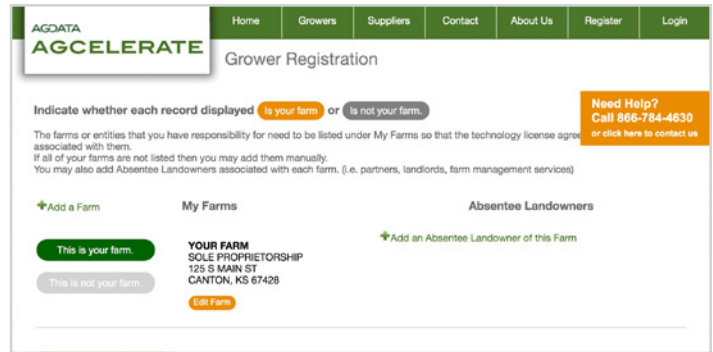 AGDATA
AGCELERATE
Home Growers Suppliers Contact About Us Register Login
Grower Registration
Indicate whether each record displayed Is your farm or Is not your farm.
Need Help?
Call 866-784-4630
or click here to contact us
The farms or entities that you have responsibility for need to be listed under My Farms so that the technology license agre
associated with them.
If all of your farms are not listed then you may add them manually.
You may also add Absentee Landowners associated with each farm. (i.e. partners, landlords, farm management services)
Add a Farm
My Farms
Absentee Landowners
This is your farm.
This is not your farm.
YOUR FARM
SOLE PROPRIETORSHIP
125 S MAIN ST
CANTON, KS 67428
Edit Farm
Add an Absentee Landowner of this Farm